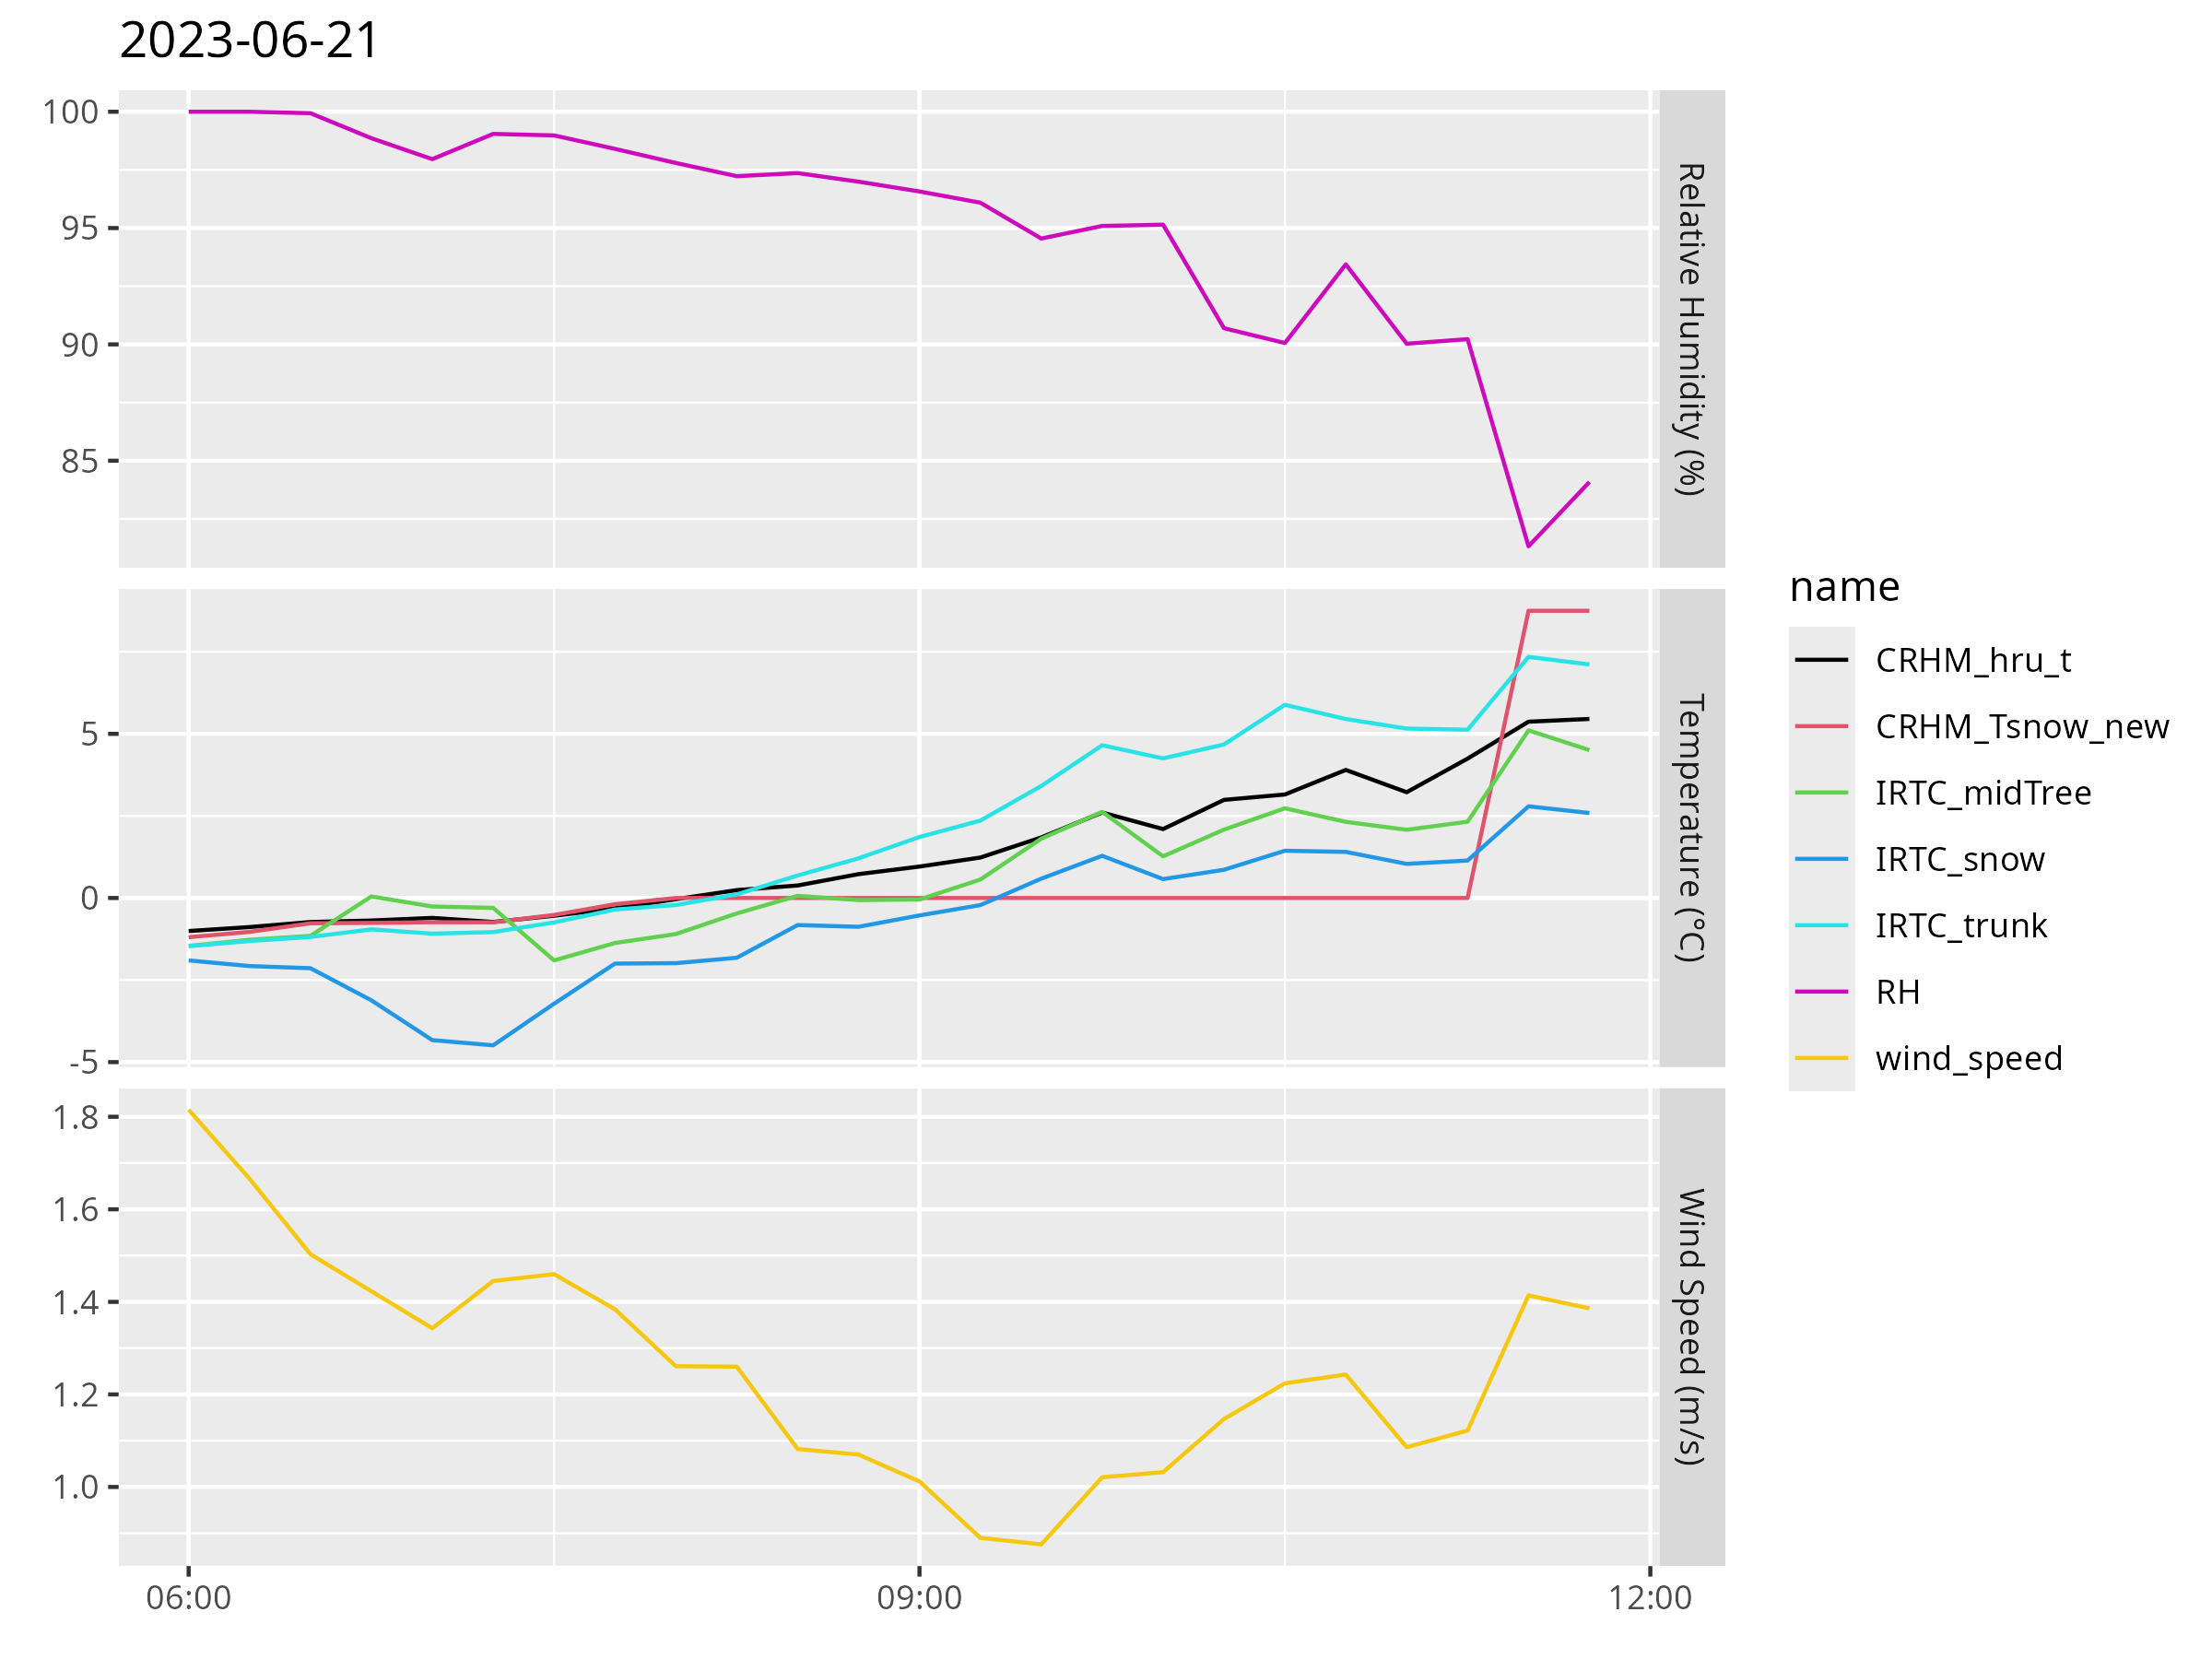 2023-06-21
100
95
90
85
Relative Humidity (%)
5
0
-5
Temperature (°C)
1.8
1.6
1.4
1.2
1.0
Wind Speed (m/s)
06:00 09:00 12:00
name
CRHM_hru_t
CRHM_Tsnow_new
IRTC_midTree
IRTC_snow
IRTC_trunk
RH
wind_speed